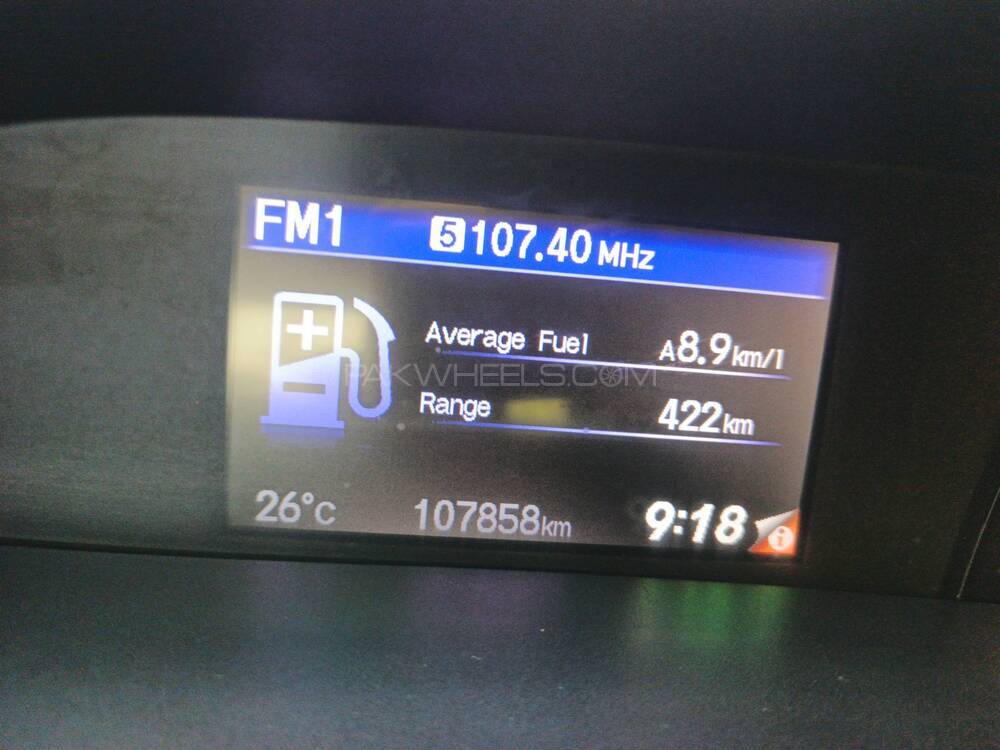 FM1 5 107.40 MHz
Average Fuel A8.9km/l
PAKWHEELS.COM
Range 422km
26°C 107858km 9:18 i